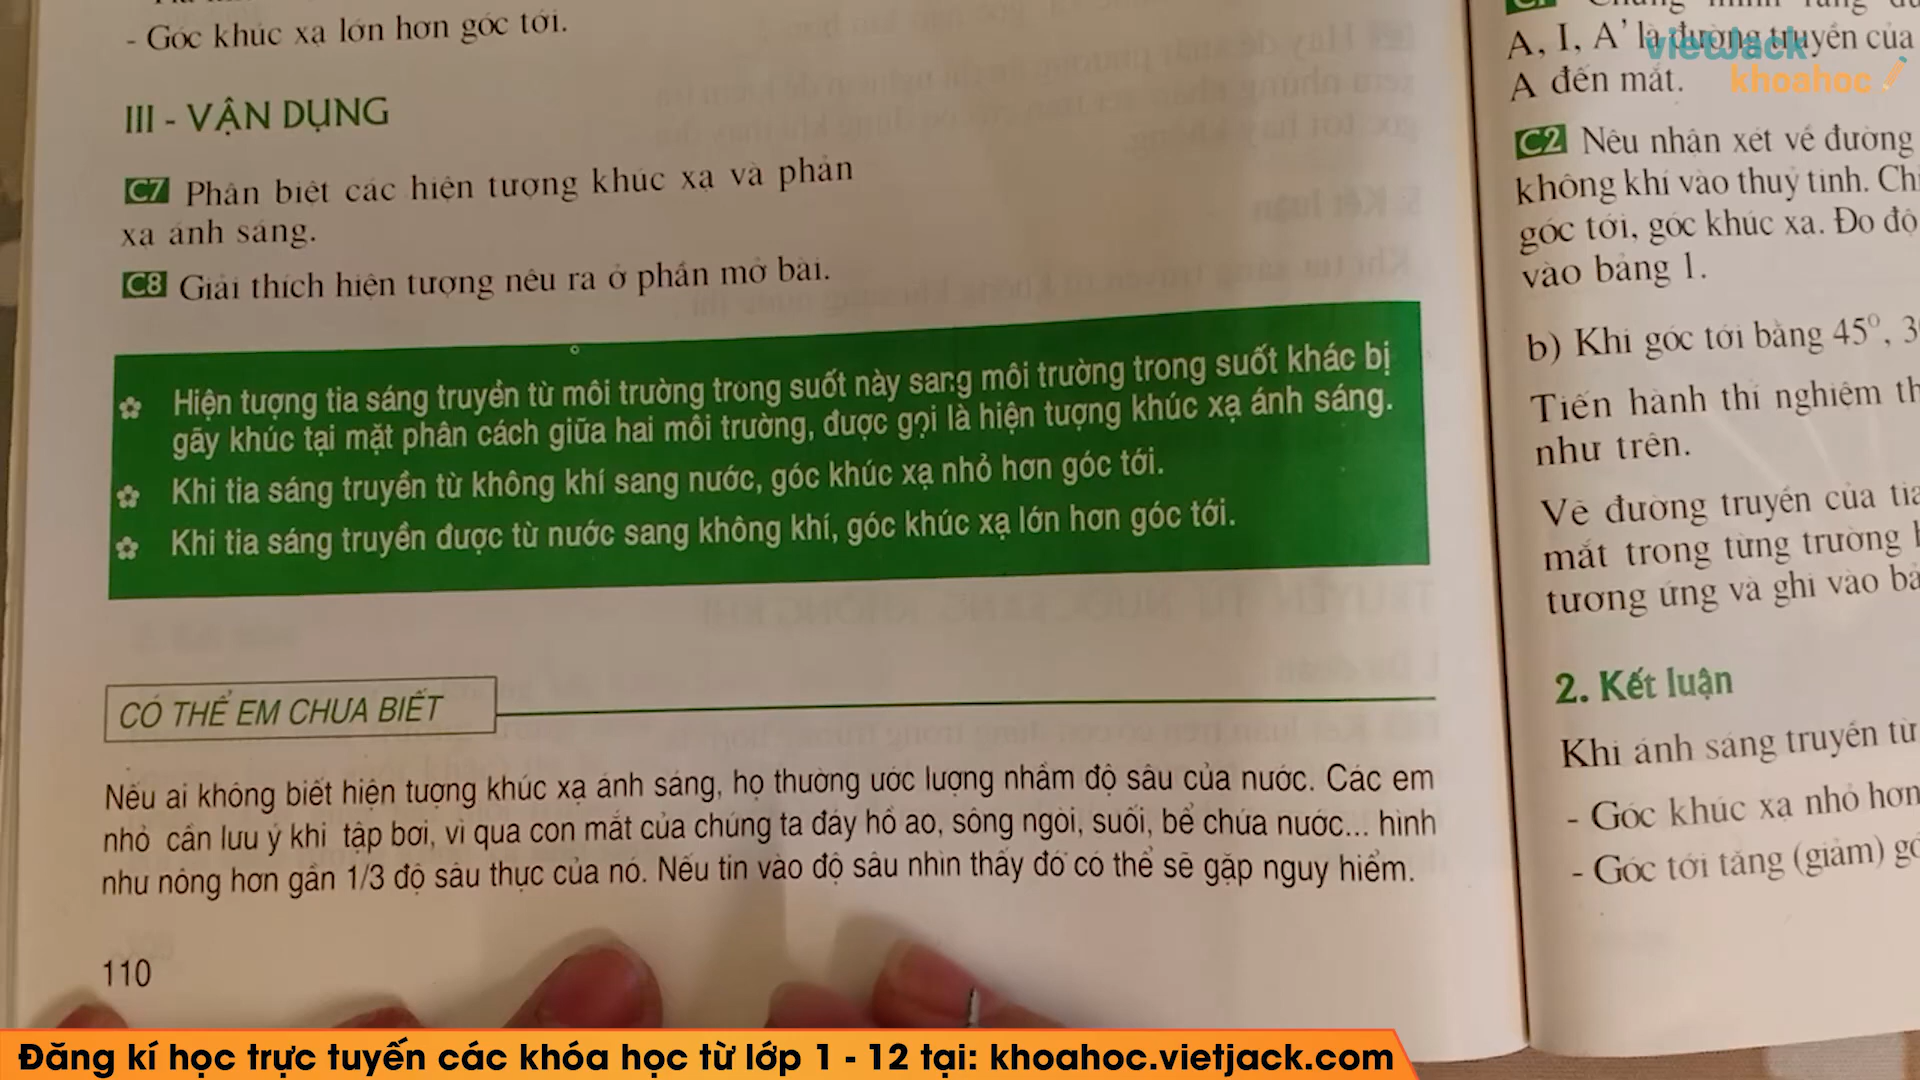 - Góc khúc xạ lớn hơn góc tới.
III - VẬN DỤNG
C7 Phân biệt các hiện tượng khúc xạ và phản
xạ ánh sáng.
C8 Giải thích hiện tượng nêu ra ở phần mở bài.
Hiện tượng tia sáng truyền từ môi trường trong suốt này sang môi trường trong suốt khác bị
gãy khúc tại mặt phân cách giữa hai môi trường, được gọi là hiện tượng khúc xạ ánh sáng.
Khi tia sáng truyền từ không khí sang nước, góc khúc xạ nhỏ hơn góc tới.
Khi tia sáng truyền được từ nước sang không khí, góc khúc xạ lớn hơn góc tới.
CÓ THỂ EM CHƯA BIẾT
Nếu ai không biết hiện tượng khúc xạ ánh sáng, họ thường ước lượng nhầm độ sâu của nước. Các em
nhỏ cần lưu ý khi tập bơi, vì qua con mắt của chúng ta đáy hồ ao, sông ngòi, suối, bể chứa nước... hình
như nông hơn gần 1/3 độ sâu thực của nó. Nếu tin vào độ sâu nhìn thấy đó có thể sẽ gặp nguy hiểm.
110
A, I, A' là đường truyền của
A đến mắt.
C2 Nêu nhận xét về đường
không khí vào thuỷ tinh. Ch
góc tới, góc khúc xạ. Đo độ
vào bảng 1.
b) Khi góc tới bằng 45°, 3
Tiến hành thí nghiệm th
như trên.
Vẽ đường truyền của tia
mắt trong từng trường
tương ứng và ghi vào
2. Kết luận
Khi ánh sáng truyền từ
- Góc khúc xạ nhỏ hơn
- Góc tới tăng (giảm)
vietJack
khoahoc
Đăng kí học trực tuyến các khóa học từ lớp 1 - 12 tại: khoahoc.vietjack.com